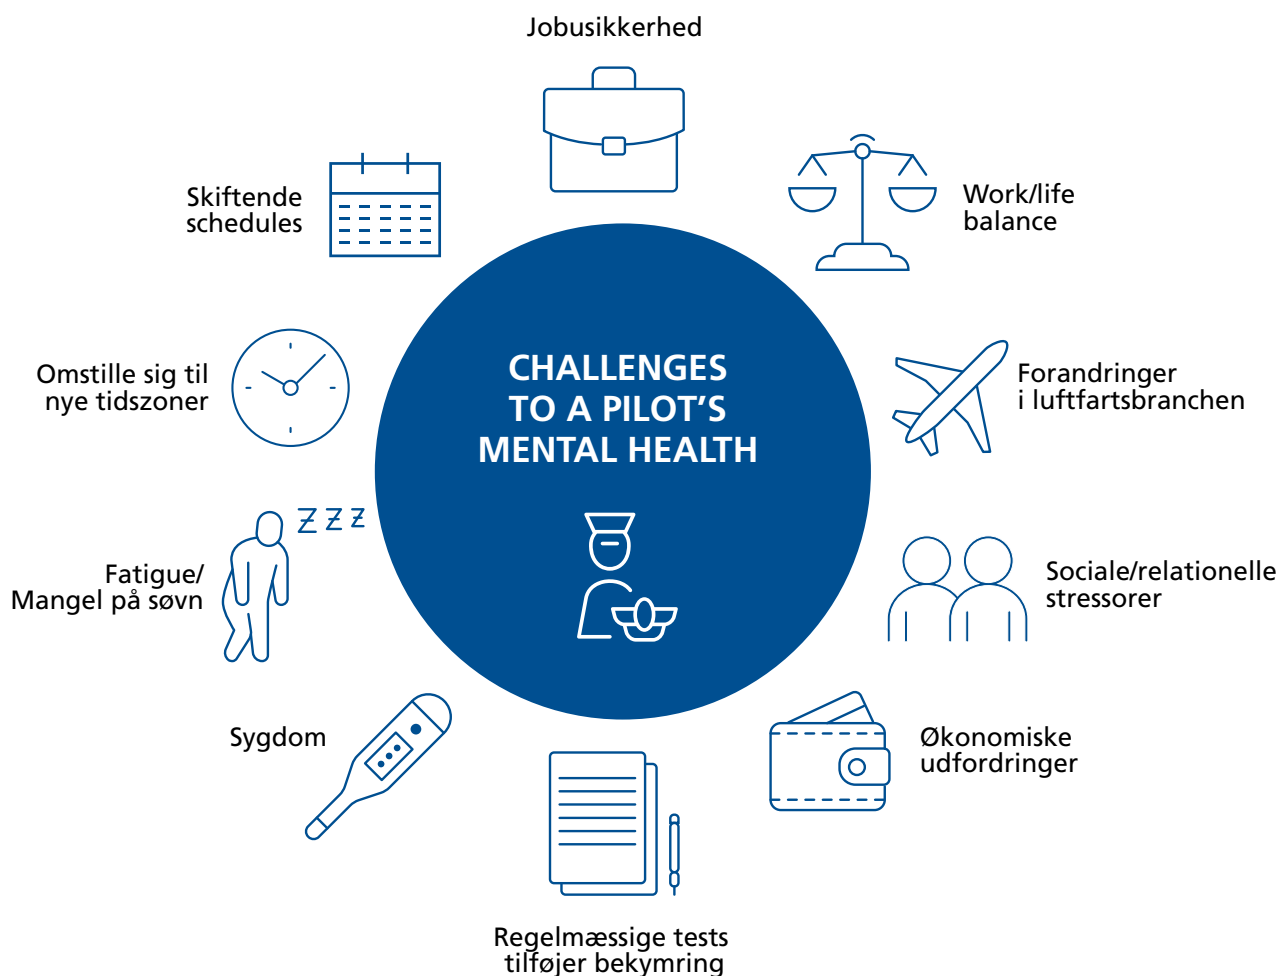 Jobusikkerhed
Work/life
balance
Forandringer
i luftfartsbranchen
Sociale/relationelle
stressorer
Økonomiske
udfordringer
Regelmæssige tests
tilføjer bekymring
Sygdom
Fatigue/
Mangel på søvn
Omstille sig til
nye tidszoner
Skiftende
schedules
CHALLENGES
TO A PILOT'S
MENTAL HEALTH
Z Z Z